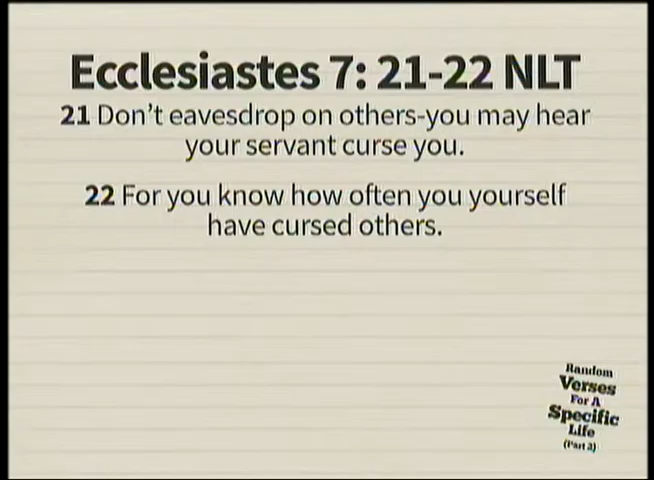 Ecclesiastes 7: 21-22 NLT
21 Don't eavesdrop on others-you may hear
your servant curse you.
22 For you know how often you yourself
have cursed others.
Random
Verses
For A
Specific
Life
(Part 2)